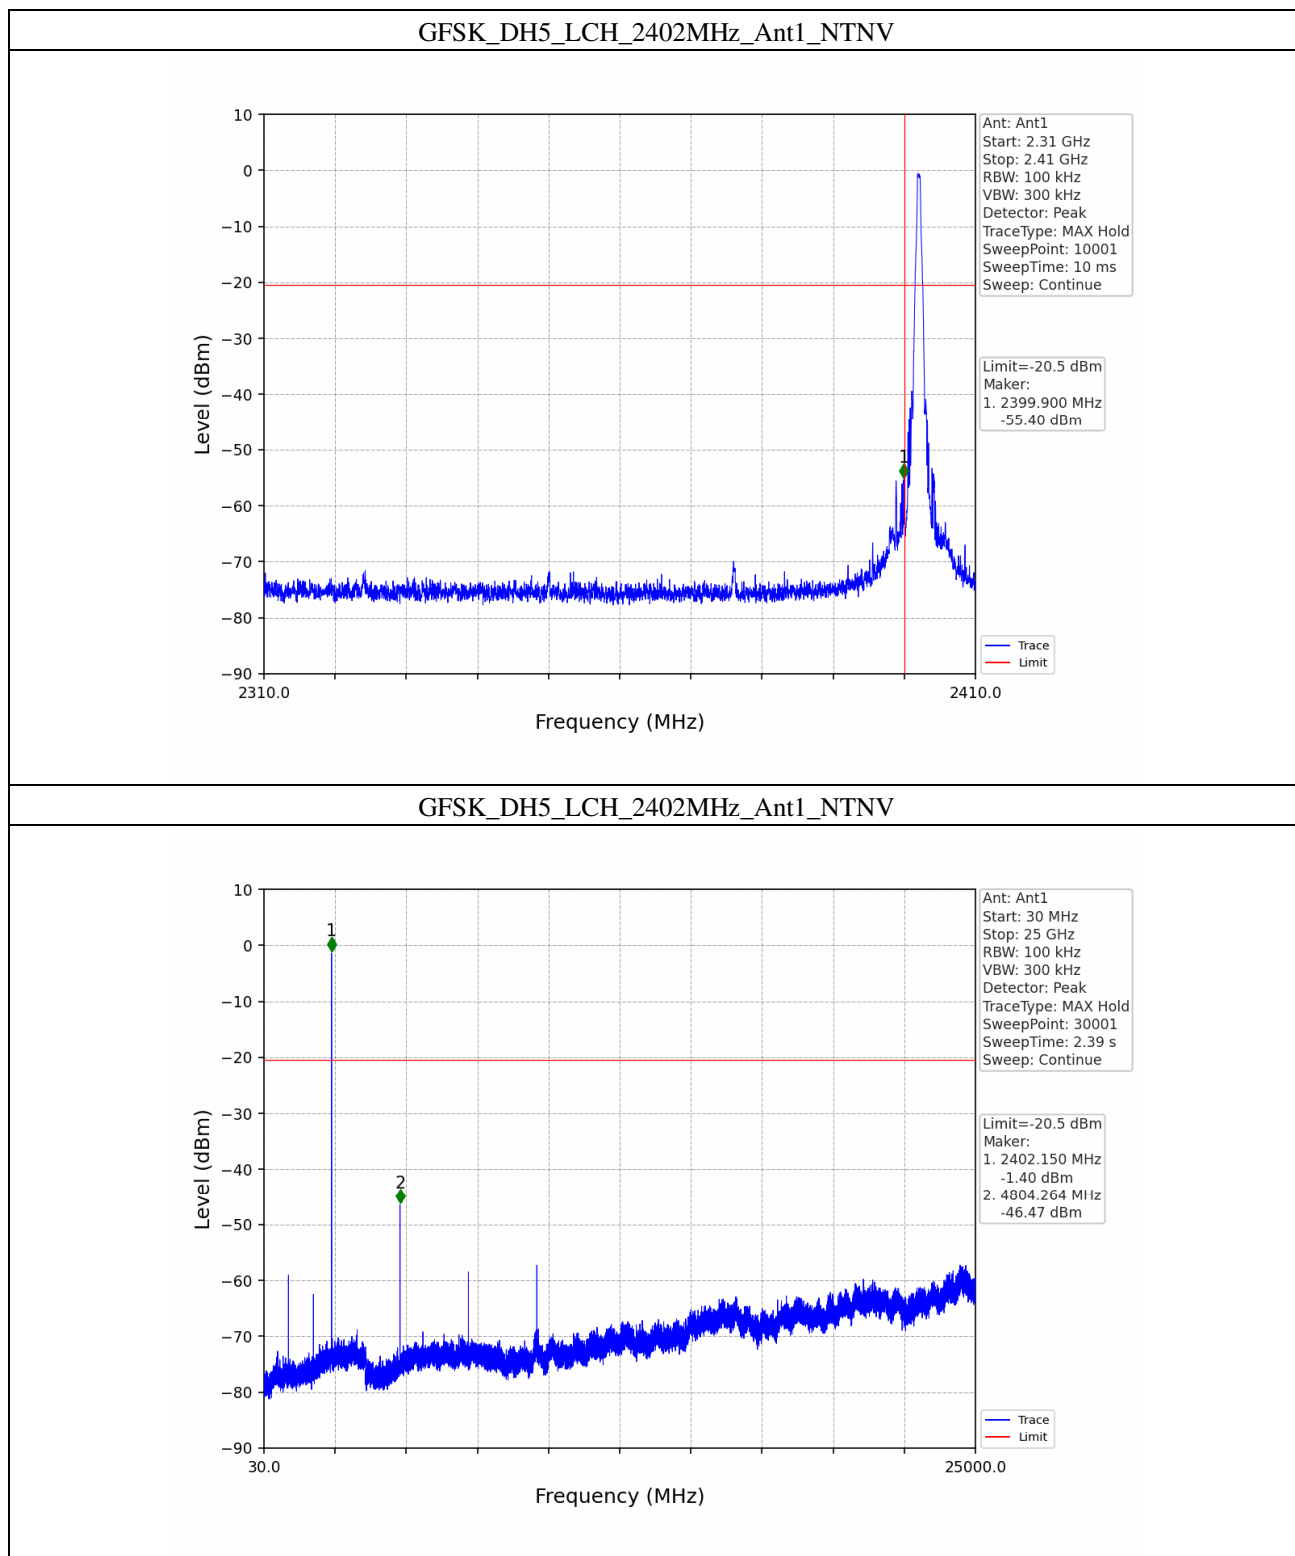 GFSK_DH5_LCH_2402MHz_Ant1_NTNV
10
0
−10
−20
−30
−40
−50
−60
−70
−80
−90
Level (dBm)
2310.0
2410.0
Frequency (MHz)
1
Ant: Ant1
Start: 2.31 GHz
Stop: 2.41 GHz
RBW: 100 kHz
VBW: 300 kHz
Detector: Peak
TraceType: MAX Hold
SweepPoint: 10001
SweepTime: 10 ms
Sweep: Continue
Limit=-20.5 dBm
Maker:
1. 2399.900 MHz
-55.40 dBm
Trace
Limit
GFSK_DH5_LCH_2402MHz_Ant1_NTNV
10
0
−10
−20
−30
−40
−50
−60
−70
−80
−90
Level (dBm)
30.0
25000.0
Frequency (MHz)
1
2
Ant: Ant1
Start: 30 MHz
Stop: 25 GHz
RBW: 100 kHz
VBW: 300 kHz
Detector: Peak
TraceType: MAX Hold
SweepPoint: 30001
SweepTime: 2.39 s
Sweep: Continue
Limit=-20.5 dBm
Maker:
1. 2402.150 MHz
-1.40 dBm
2. 4804.264 MHz
-46.47 dBm
Trace
Limit